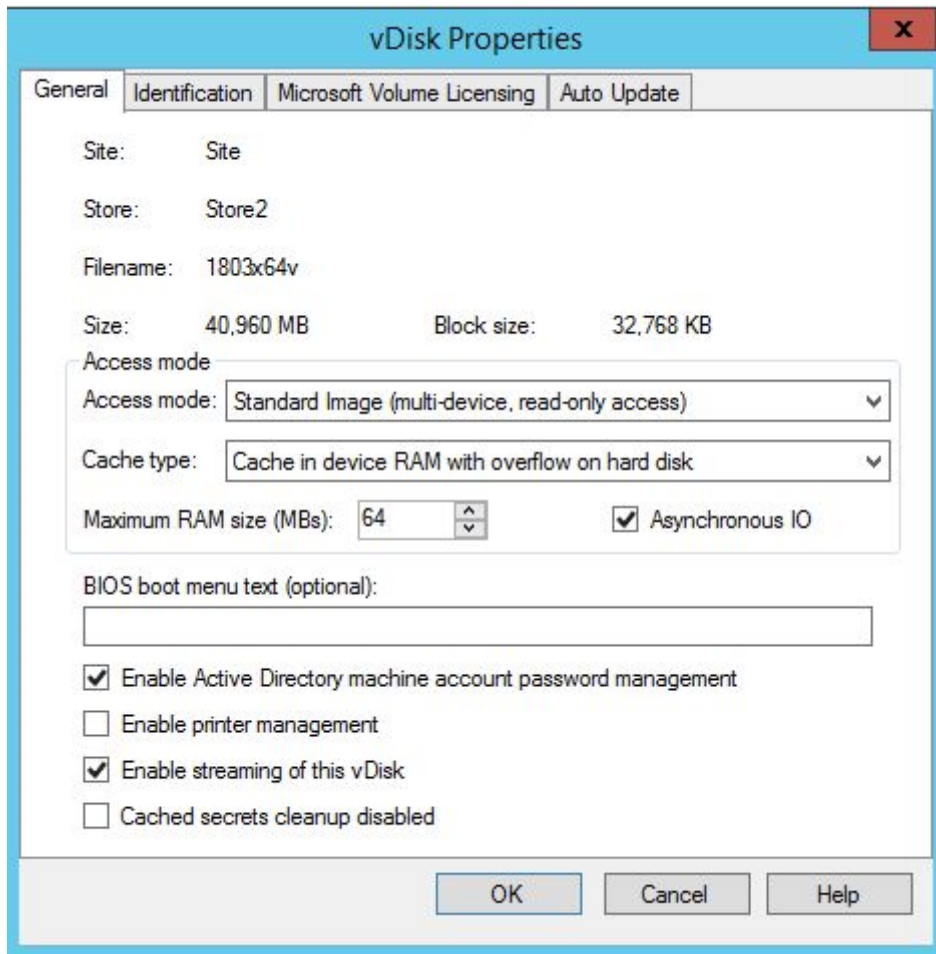 vDisk Properties
x
General Identification Microsoft Volume Licensing Auto Update
Site: Site
Store: Store2
Filename: 1803x64v
Size: 40,960 MB Block size: 32,768 KB
Access mode
Access mode: Standard Image (multi-device, read-only access)
Cache type: Cache in device RAM with overflow on hard disk
Maximum RAM size (MBs): 64 Asynchronous IO
BIOS boot menu text (optional):
Enable Active Directory machine account password management
Enable printer management
Enable streaming of this vDisk
Cached secrets cleanup disabled
OK Cancel Help